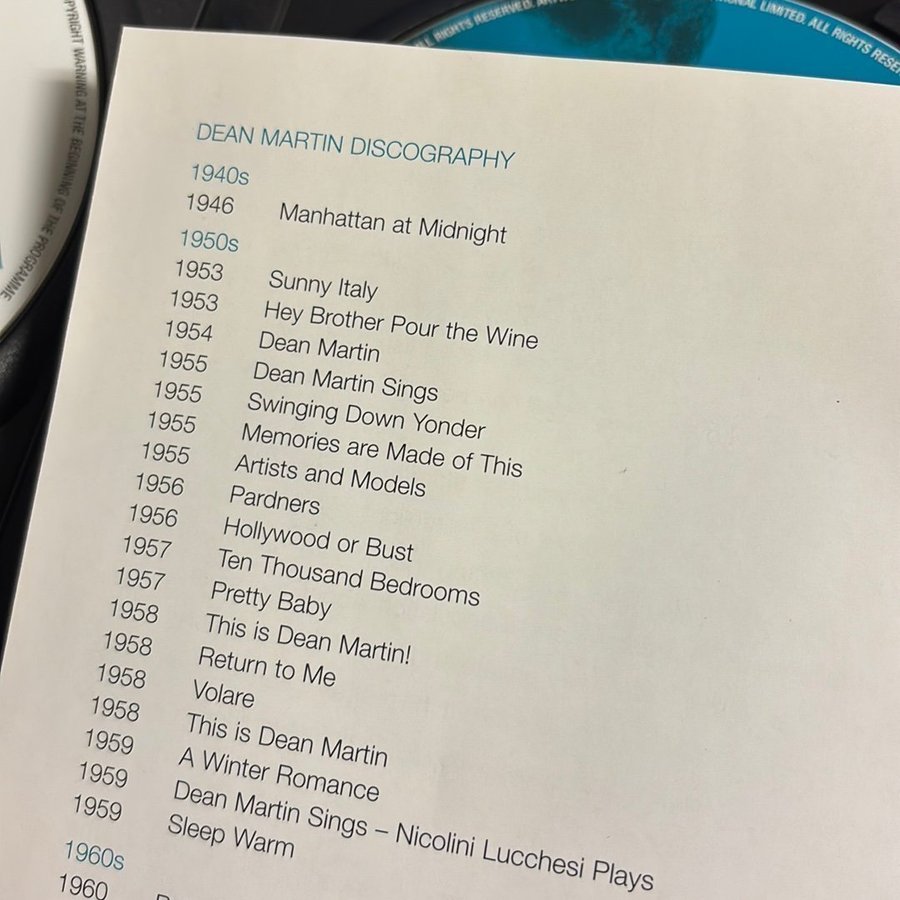 WARNING AT THE BEGINNING OF THE PROGRAMME
RIGHTS RESERVED.
LIMITED. ALL RIGHTS
DEAN MARTIN DISCOGRAPHY
1940s
1946 Manhattan at Midnight
1950s
1953 Sunny Italy
1953 Hey Brother Pour the Wine
1954 Dean Martin
1955 Dean Martin Sings
1955 Swinging Down Yonder
1955 Memories are Made of This
1955 Artists and Models
1956 Pardners
1956 Hollywood or Bust
1957 Ten Thousand Bedrooms
1957 Pretty Baby
1958 This is Dean Martin!
1958 Return to Me
1958 Volare
1958 This is Dean Martin
1959 A Winter Romance
1959 Dean Martin Sings – Nicolini Lucchesi Plays
1959 Sleep Warm
1960s
1960